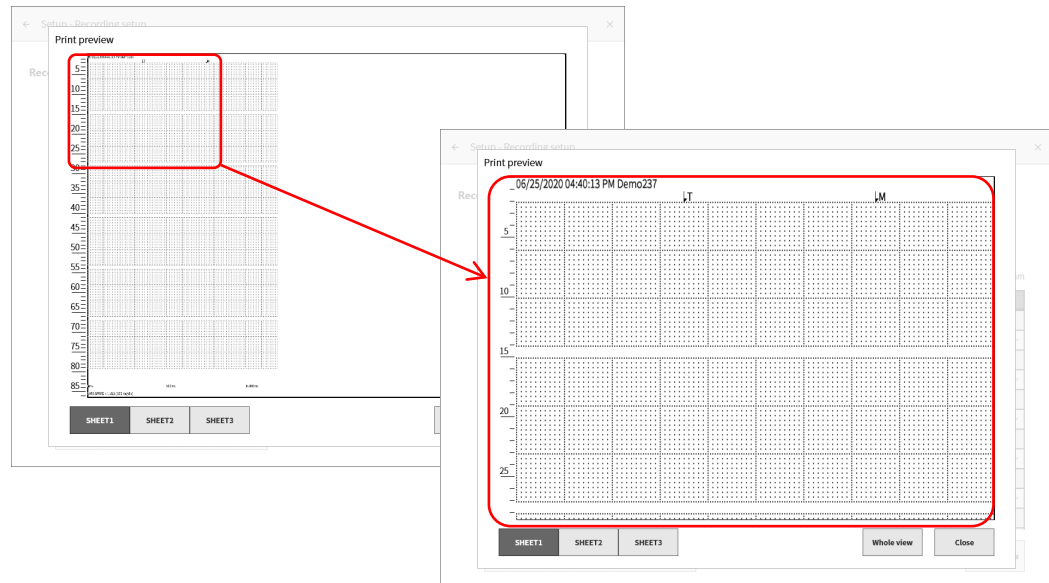 ← Setup - Recording setup ×
Print preview
Rec
5
10
15
20
25
30
35
40
45
50
55
60
65
70
75
80
85
SHEET1 SHEET2 SHEET3
← Setup - Recording setup ×
Print preview
Rec
06/25/2020 04:40:13 PM Demo237
T M
5
10
15
20
25
SHEET1 SHEET2 SHEET3 Whole view Close